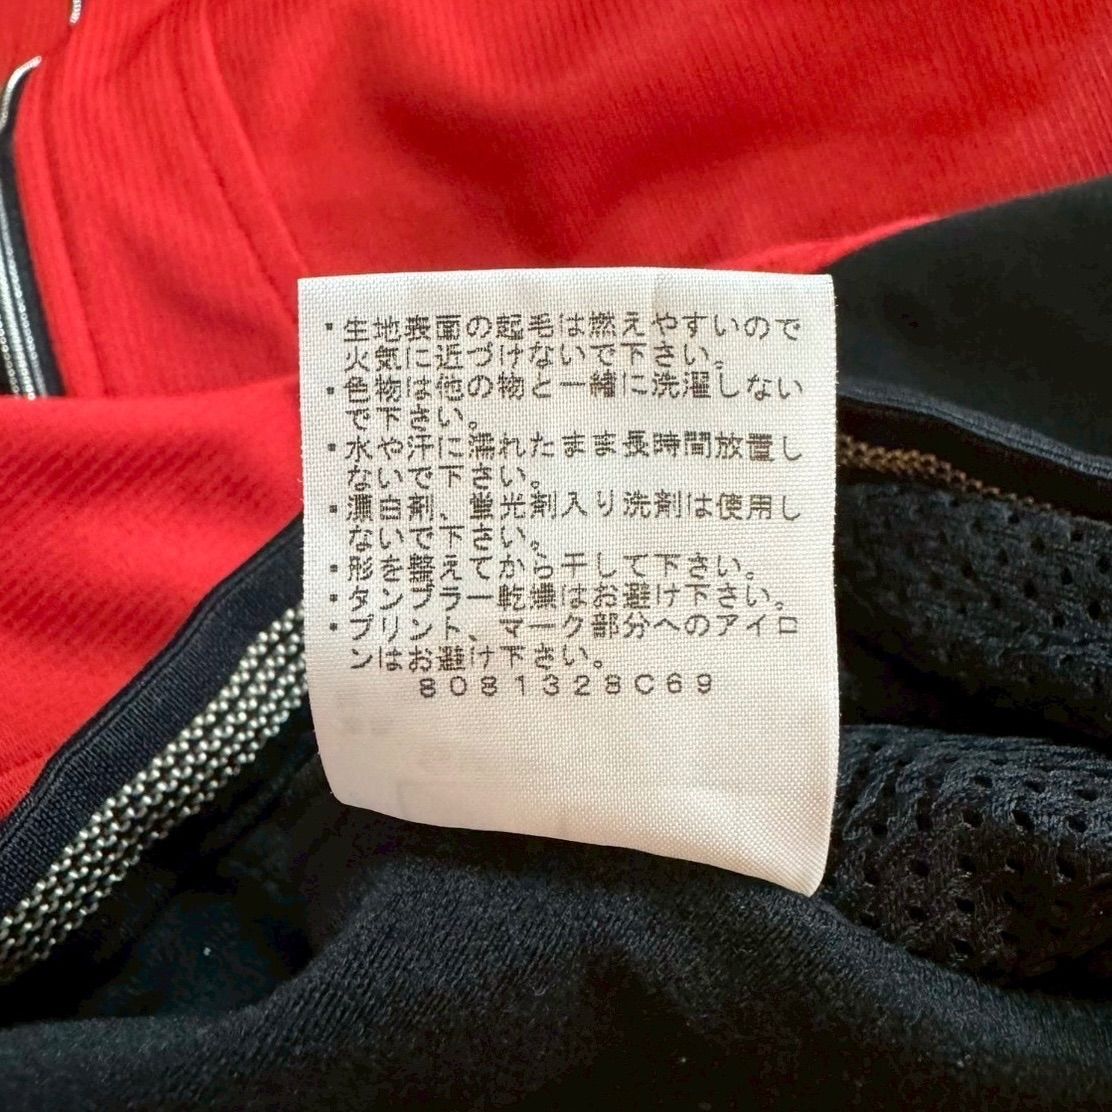 ・生地表面の起毛は燃えやすいので
火気に近づけないで下さい。
・色物は他の物と一緒に洗濯しない
で下さい。
・水や汗に濡れたまま長時間放置し
ないで下さい。
・漂白剤、蛍光剤入り洗剤は使用し
ないで下さい。
・形を整えてから干して下さい。
・タンブラー乾燥はお避け下さい。
・プリント、マーク部分へのアイロ
ンはお避け下さい。
8081328C69